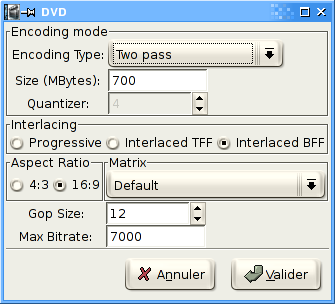 DVD
Encoding mode
Encoding Type: Two pass
Size (MBytes): 700
Quantizer: 4
Interlacing
Progressive Interlaced TFF Interlaced BFF
Aspect Ratio Matrix
4:3 16:9 Default
Gop Size: 12
Max Bitrate: 7000
Annuler Valider